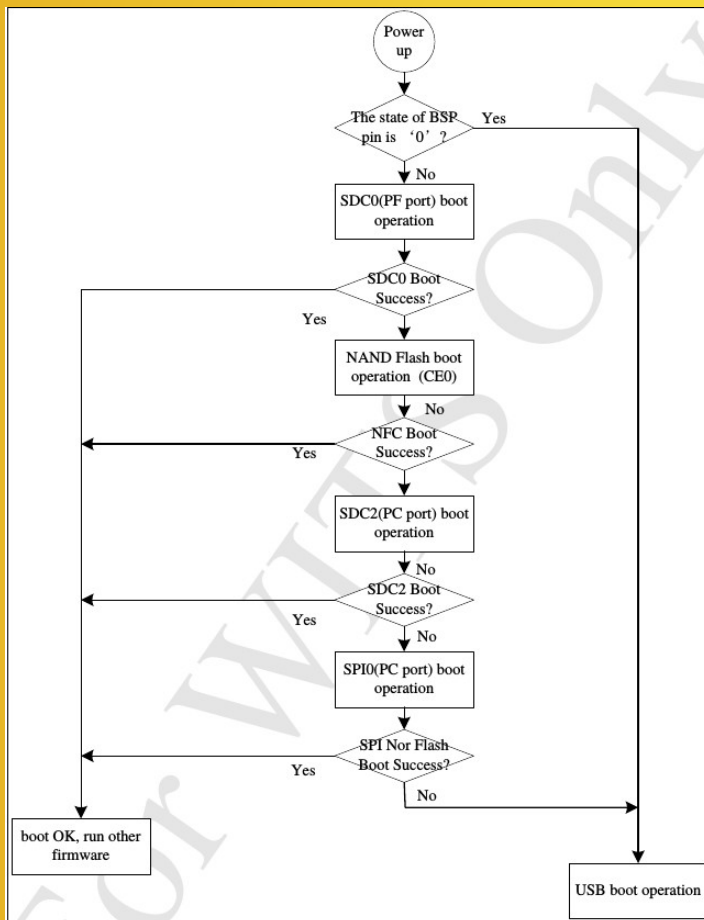 Power
up
The state of BSP
pin is ‘0’ ?
Yes
No
SDC0(PF port) boot
operation
SDC0 Boot
Success?
Yes
NAND Flash boot
operation (CE0)
No
NFC Boot
Success?
Yes
SDC2(PC port) boot
operation
No
SDC2 Boot
Success?
Yes
No
SPI0(PC port) boot
operation
SPI Nor Flash
Boot Success?
Yes
No
boot OK, run other
firmware
USB boot operation
For WITS Only